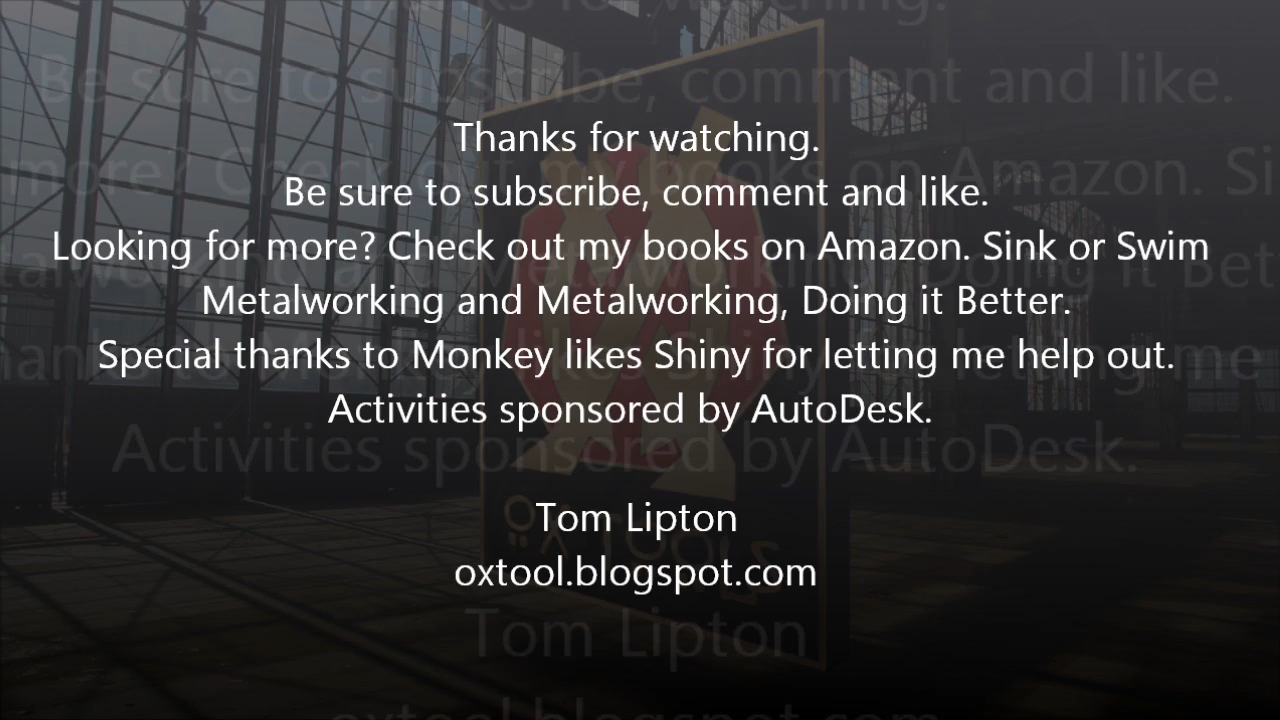 Thanks for watching.
Be sure to subscribe, comment and like.
Looking for more? Check out my books on Amazon. Sink or Swim
Metalworking and Metalworking, Doing it Better.
Special thanks to Monkey likes Shiny for letting me help out.
Activities sponsored by AutoDesk.
Tom Lipton
oxtool.blogspot.com